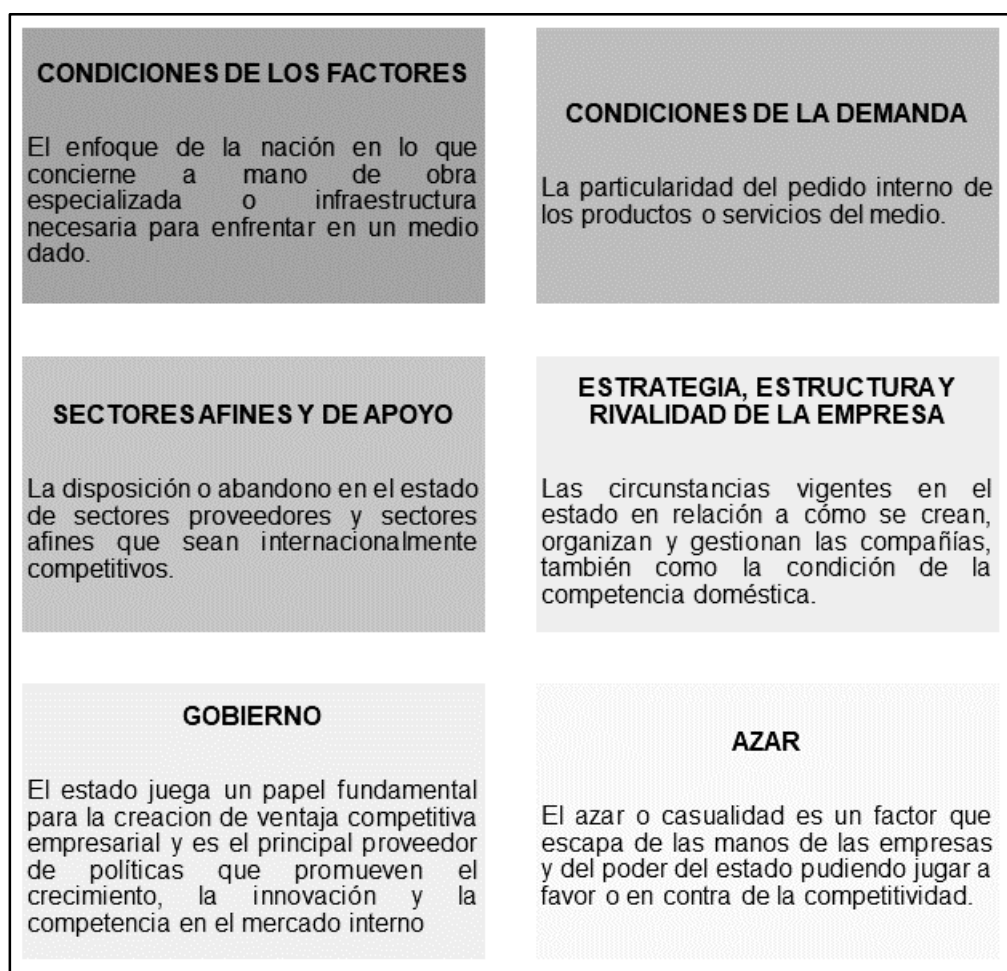 CONDICIONES DE LOS FACTORES
El enfoque de la nación en lo que
concierne a mano de obra
especializada o infraestructura
necesaria para enfrentar en un medio
dado.
CONDICIONES DE LA DEMANDA
La particularidad del pedido interno de
los productos o servicios del medio.
SECTORES AFINES Y DE APOYO
La disposición o abandono en el estado
de sectores proveedores y sectores
afines que sean internacionalmente
competitivos.
ESTRATEGIA, ESTRUCTURA Y
RIVALIDAD DE LA EMPRESA
Las circunstancias vigentes en el
estado en relación a cómo se crean,
organizan y gestionan las compañías,
también como la condición de la
competencia doméstica.
GOBIERNO
El estado juega un papel fundamental
para la creacion de ventaja competitiva
empresarial y es el principal proveedor
de políticas que promueven el
crecimiento, la innovación y la
competencia en el mercado interno
AZAR
El azar o casualidad es un factor que
escapa de las manos de las empresas
y del poder del estado pudiendo jugar a
favor o en contra de la competitividad.